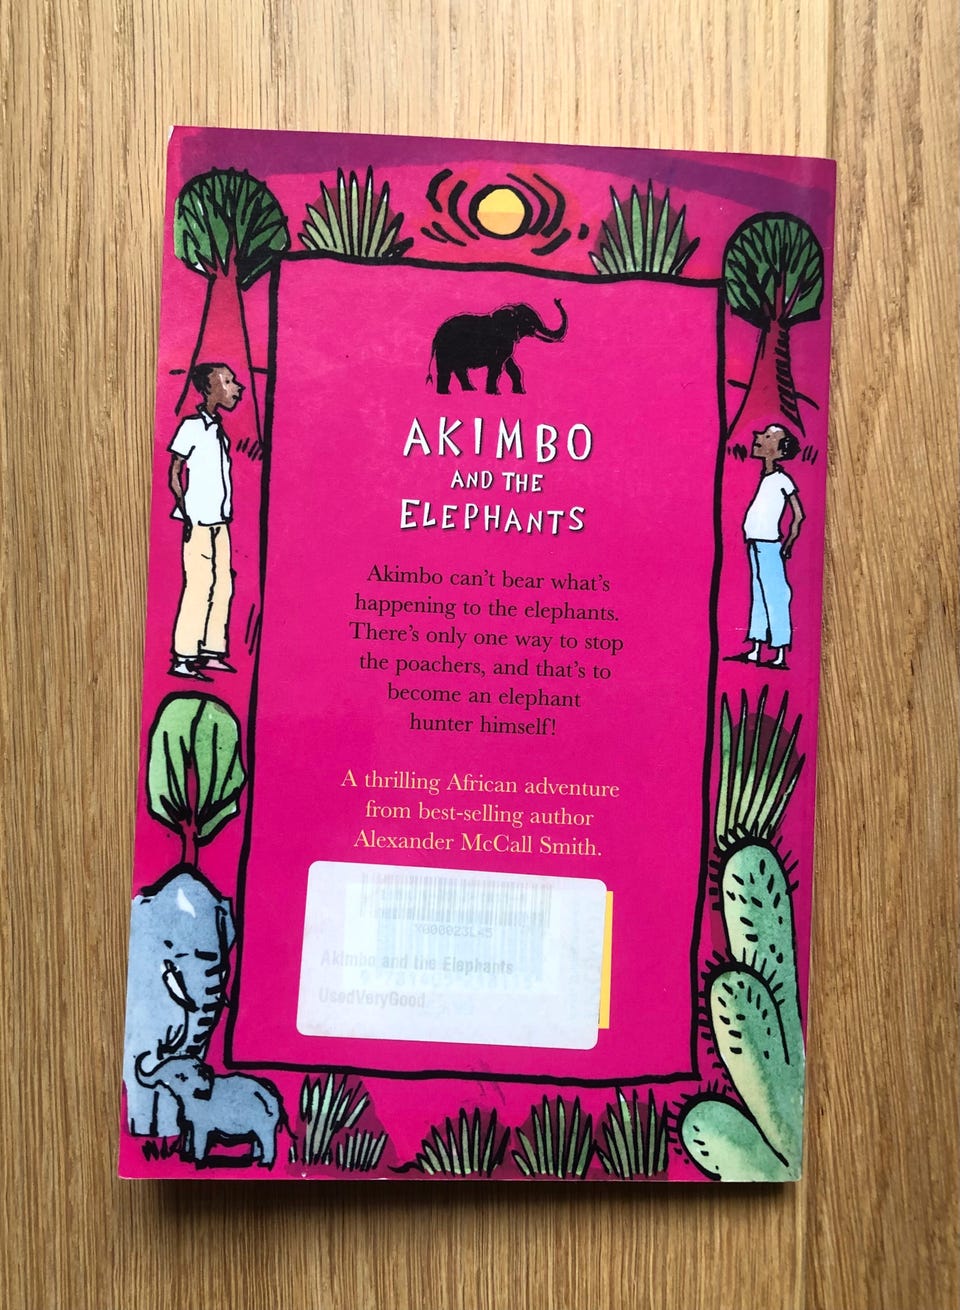 AKIMBO
AND THE
ELEPHANTS
Akimbo can't bear what's
happening to the elephants.
There's only one way to stop
the poachers, and that's to
become an elephant
hunter himself!
A thrilling African adventure
from best-selling author
Alexander McCall Smith.
Akimbo and the Elephants
UsedVeryGood